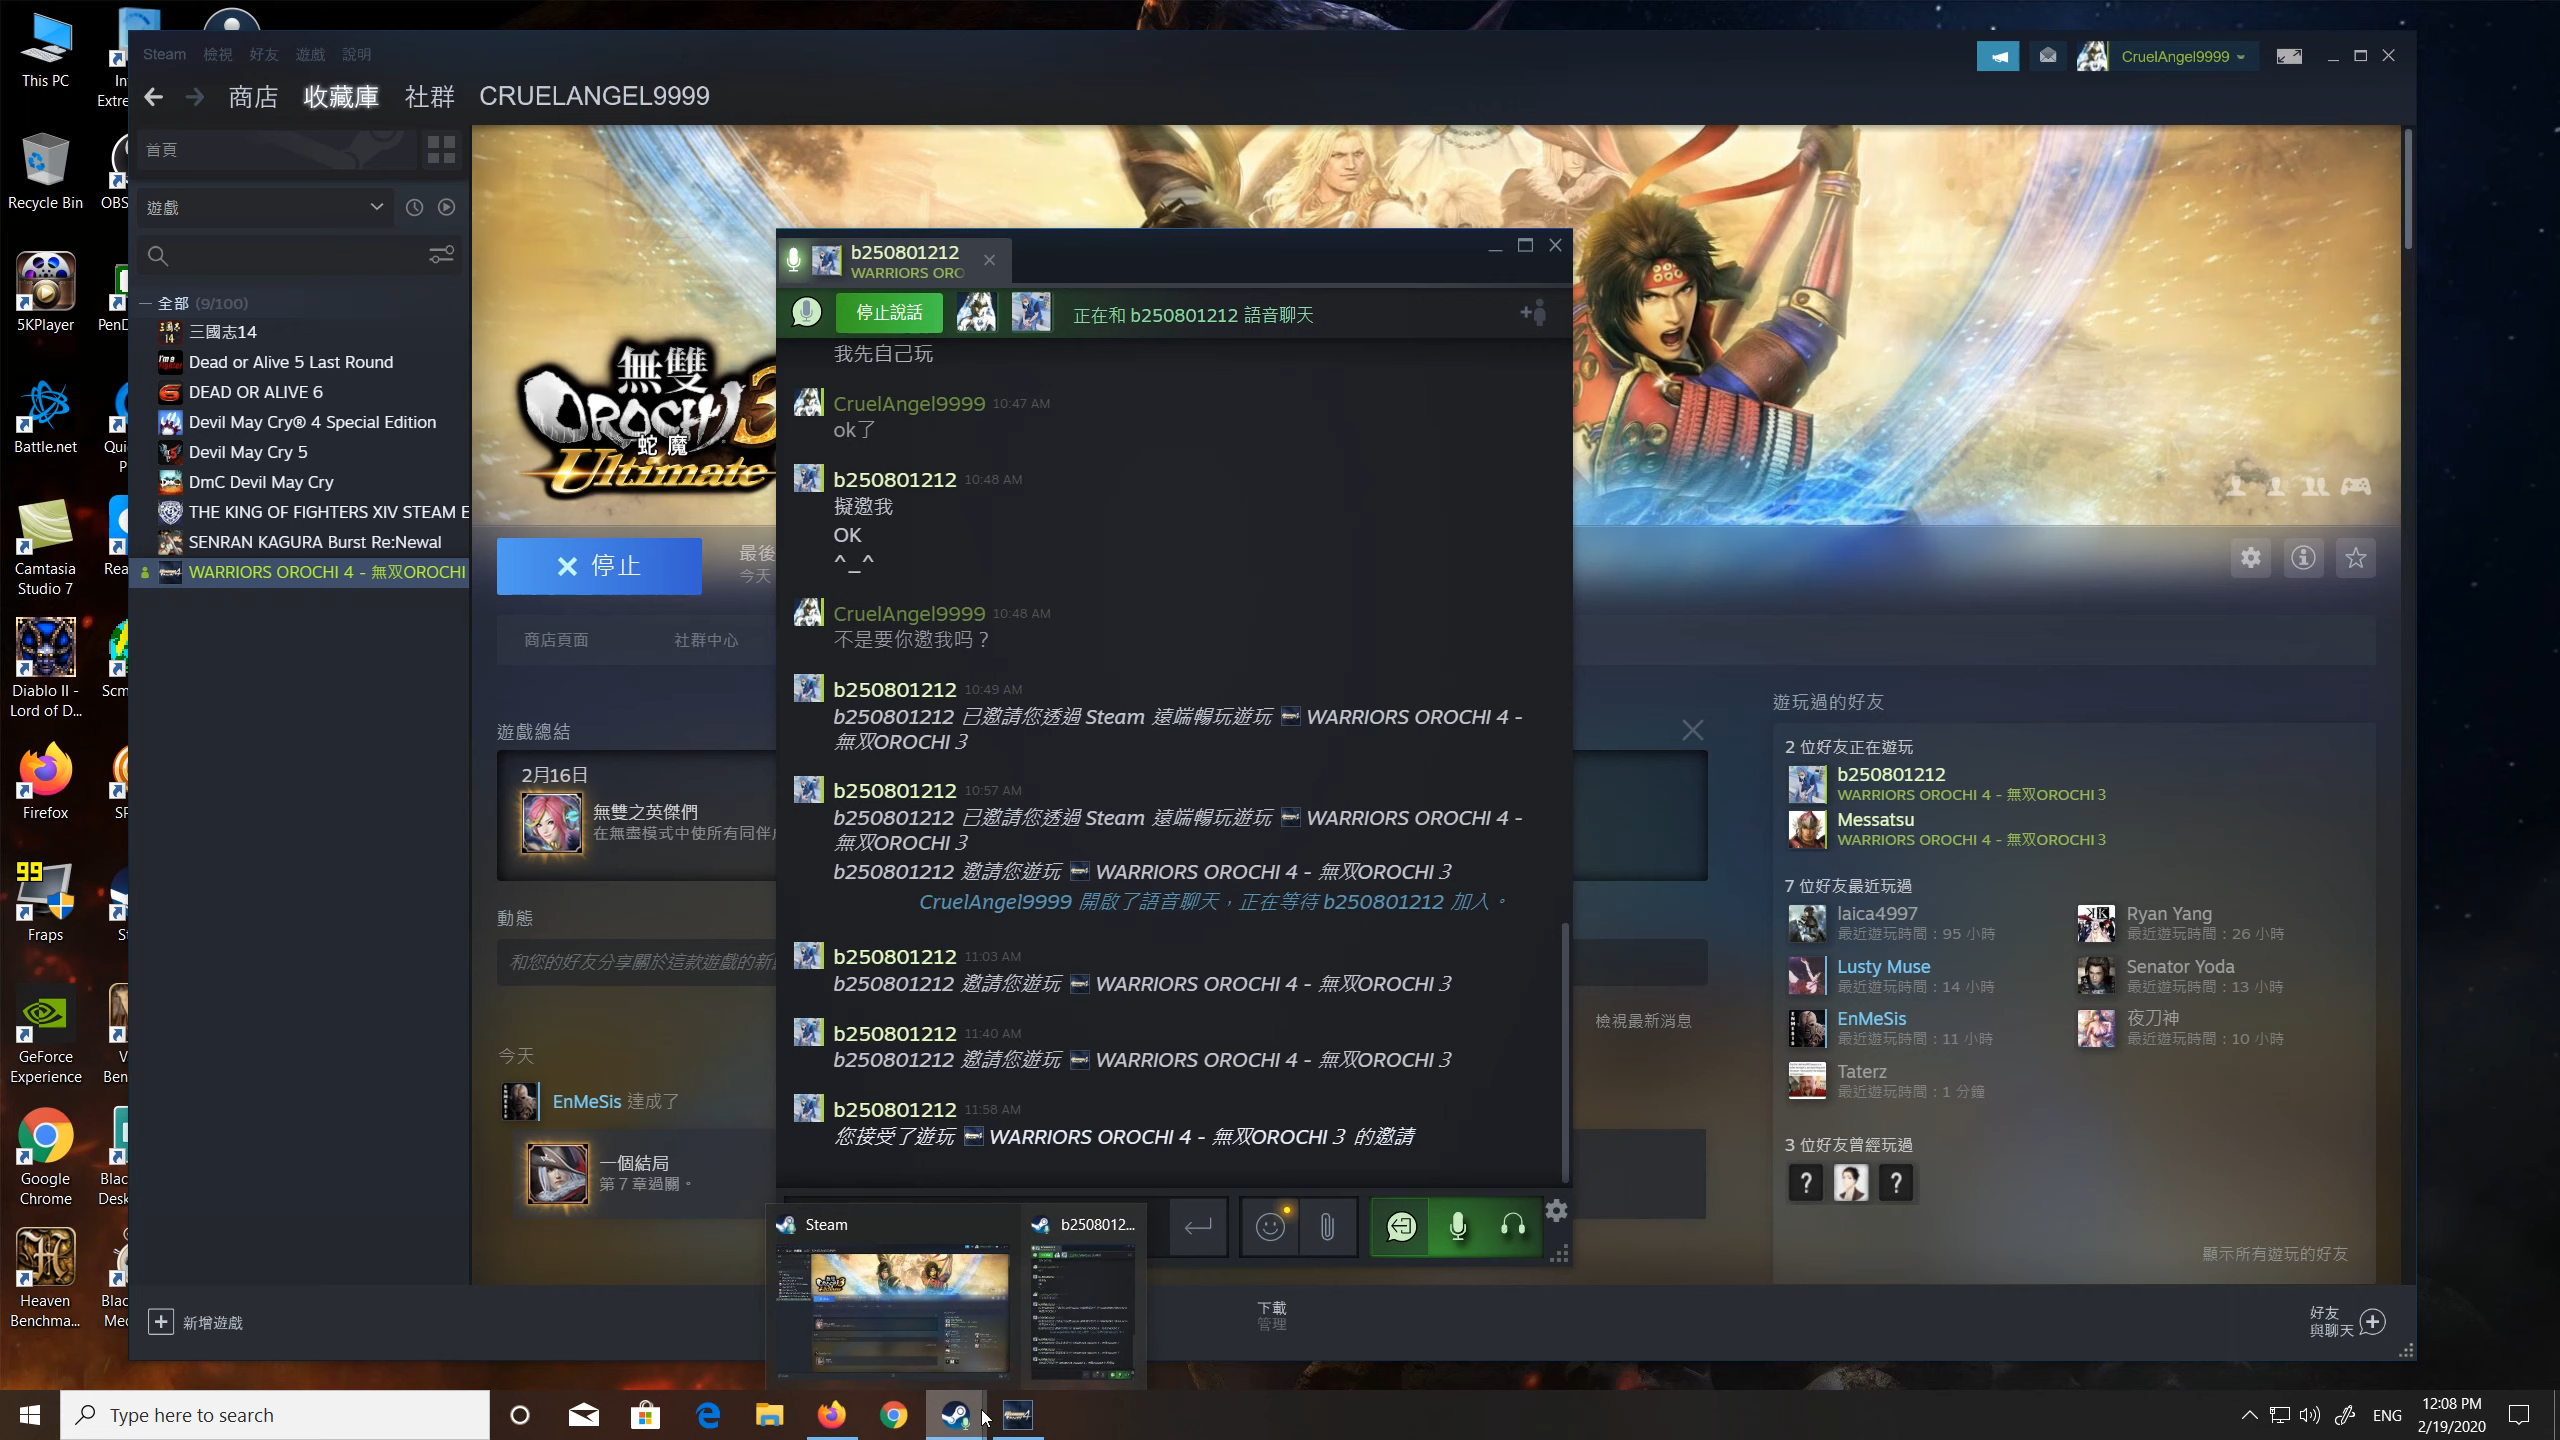 This PC
Recycle Bin
OBS
5KPlayer
Battle.net
Camtasia
Studio 7
Diablo II -
Lord of D...
Firefox
99
Fraps
GeForce
Experience
Google
Chrome
Heaven
Benchma...
Steam 檢視 好友 遊戲 說明
CruelAngel9999
商店 收藏庫 社群 CRUELANGEL9999
首頁
遊戲
全部 (9/100)
三國志14
Dead or Alive 5 Last Round
DEAD OR ALIVE 6
Devil May Cry® 4 Special Edition
Devil May Cry 5
DmC Devil May Cry
THE KING OF FIGHTERS XIV STEAM E
SENRAN KAGURA Burst Re:Newal
WARRIORS OROCHI 4 - 無双OROCHI
新增遊戲
無雙
OROCHI 3
蛇魔
Ultimate
停止
最後
今天
商店頁面 社群中心
遊戲總結
2月16日
無雙之英傑們
在無盡模式中使所有同伴
動態
和您的好友分享關於這款遊戲的新
檢視最新消息
今天
EnMeSis 達成了
一個結局
第 7 章過關。
b250801212
WARRIORS ORO
停止說話
正在和 b250801212 語音聊天
我先自己玩
CruelAngel9999 10:47 AM
ok了
b250801212 10:48 AM
擬邀我
OK
^_^
CruelAngel9999 10:48 AM
不是要你邀我吗？
b250801212 10:49 AM
b250801212 已邀請您透過 Steam 遠端暢玩遊玩 WARRIORS OROCHI 4 -
無双OROCHI３
b250801212 10:57 AM
b250801212 已邀請您透過 Steam 遠端暢玩遊玩 WARRIORS OROCHI 4 -
無双OROCHI３
b250801212 邀請您遊玩 WARRIORS OROCHI 4 - 無双OROCHI３
CruelAngel9999 開啟了語音聊天，正在等待 b250801212 加入。
b250801212 11:03 AM
b250801212 邀請您遊玩 WARRIORS OROCHI 4 - 無双OROCHI３
b250801212 11:40 AM
b250801212 邀請您遊玩 WARRIORS OROCHI 4 - 無双OROCHI３
b250801212 11:58 AM
您接受了遊玩 WARRIORS OROCHI 4 - 無双OROCHI３ 的邀請
遊玩過的好友
2 位好友正在遊玩
b250801212
WARRIORS OROCHI 4 - 無双OROCHI３
Messatsu
WARRIORS OROCHI 4 - 無双OROCHI３
7 位好友最近玩過
laica4997
最近遊玩時間：95 小時
Ryan Yang
最近遊玩時間：26 小時
Lusty Muse
最近遊玩時間：14 小時
Senator Yoda
最近遊玩時間：13 小時
EnMeSis
最近遊玩時間：11 小時
夜刀神
最近遊玩時間：10 小時
Taterz
最近遊玩時間：1 分鐘
3 位好友曾經玩過
? ?
顯示所有遊玩的好友
Steam
b2508012...
下載
管理
好友
與聊天
Type here to search
ENG
12:08 PM
2/19/2020